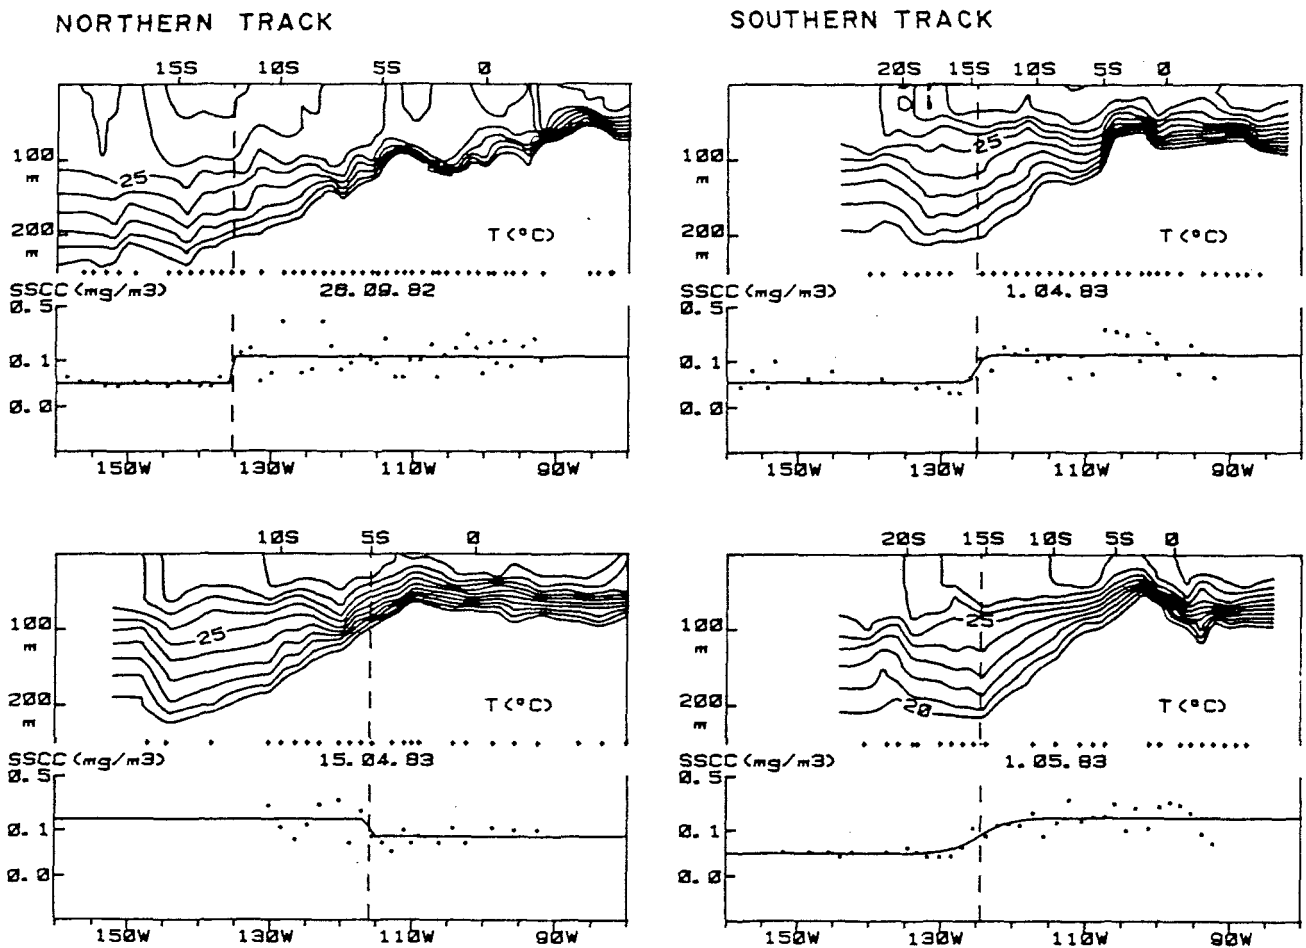 NORTHERN TRACK
SOUTHERN TRACK
15S 10S 5S 0
20S 15S 10S 5S 0
25
25
100
m
100
m
200
m
T(°C)
200
m
T(°C)
SSCC(mg/m3) 26.09.82
SSCC(mg/m3) 1.04.83
0.5
0.1
0.0
0.5
0.1
0.0
150W 130W 110W 90W
150W 130W 110W 90W
10S 5S 0
20S 15S 10S 5S 0
25
25
100
m
100
m
200
m
T(°C)
20
200
m
T(°C)
SSCC(mg/m3) 15.04.83
SSCC(mg/m3) 1.05.83
0.5
0.1
0.0
0.5
0.1
0.0
150W 130W 110W 90W
150W 130W 110W 90W